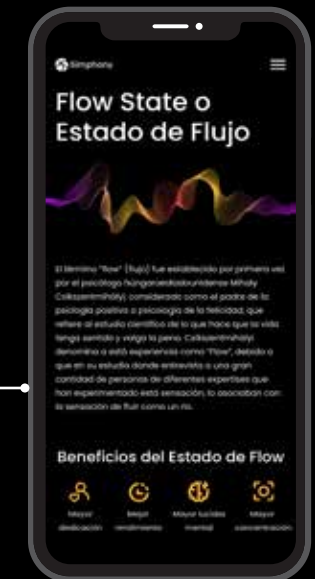 Simphony
Flow State o
Estado de Flujo
El término "flow" (flujo) fue establecido por primera vez
por el psicólogo húngaroestadounidense Mihaly
Csikszentmihalyi, considerado como el padre de la
psicología positiva o psicología de la felicidad, que
refiere al estudio científico de lo que hace que la vida
tenga sentido y valga la pena. Csikszentmihalyi
denomina a está experiencia como "Flow", debido a
que en su estudio donde entrevista a una gran
cantidad de personas de diferentes expertises que
han experimentado está sensación, lo asociaban con
la sensación de fluir como un río.
Beneficios del Estado de Flow
Mayor
dedicación
Mejor
rendimiento
Mayor lucidez
mental
Mayor
concentración